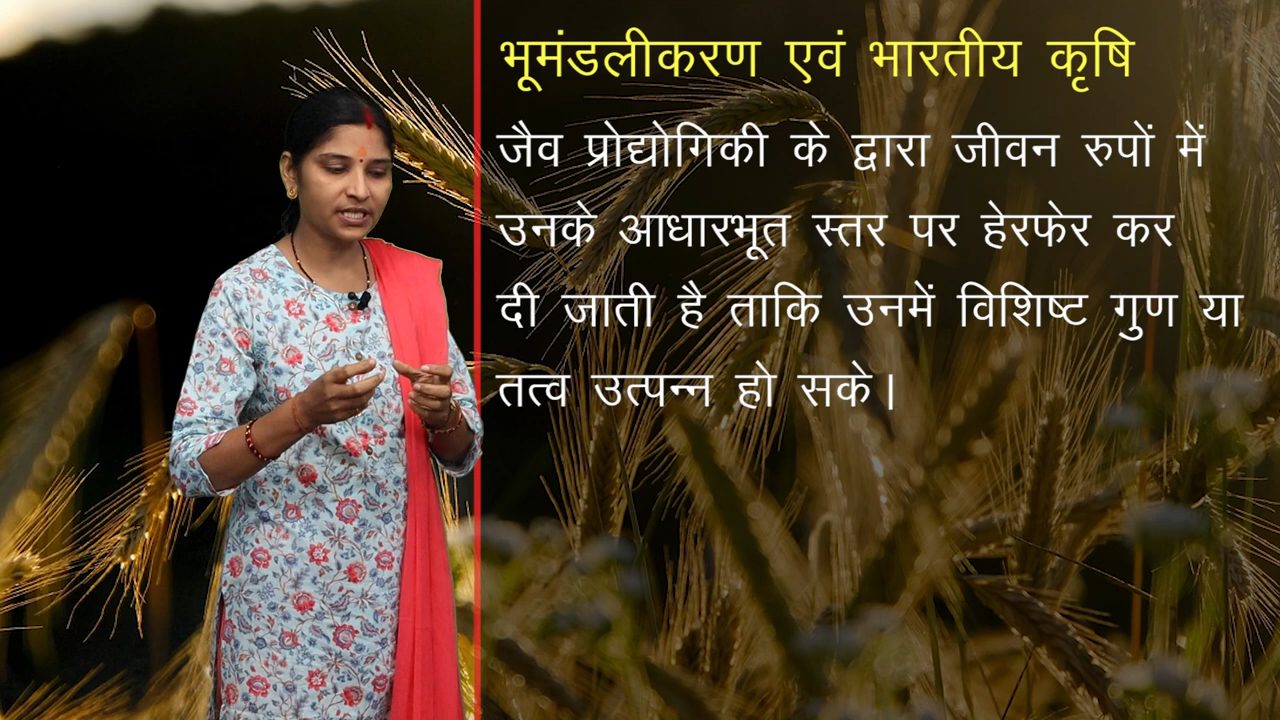 भूमंडलीकरण एवं भारतीय कृषि
जैव प्रोद्योगिकी के द्वारा जीवन रुपों में
उनके आधारभूत स्तर पर हेरफेर कर
दी जाती है ताकि उनमें विशिष्ट गुण या
तत्व उत्पन्न हो सके।